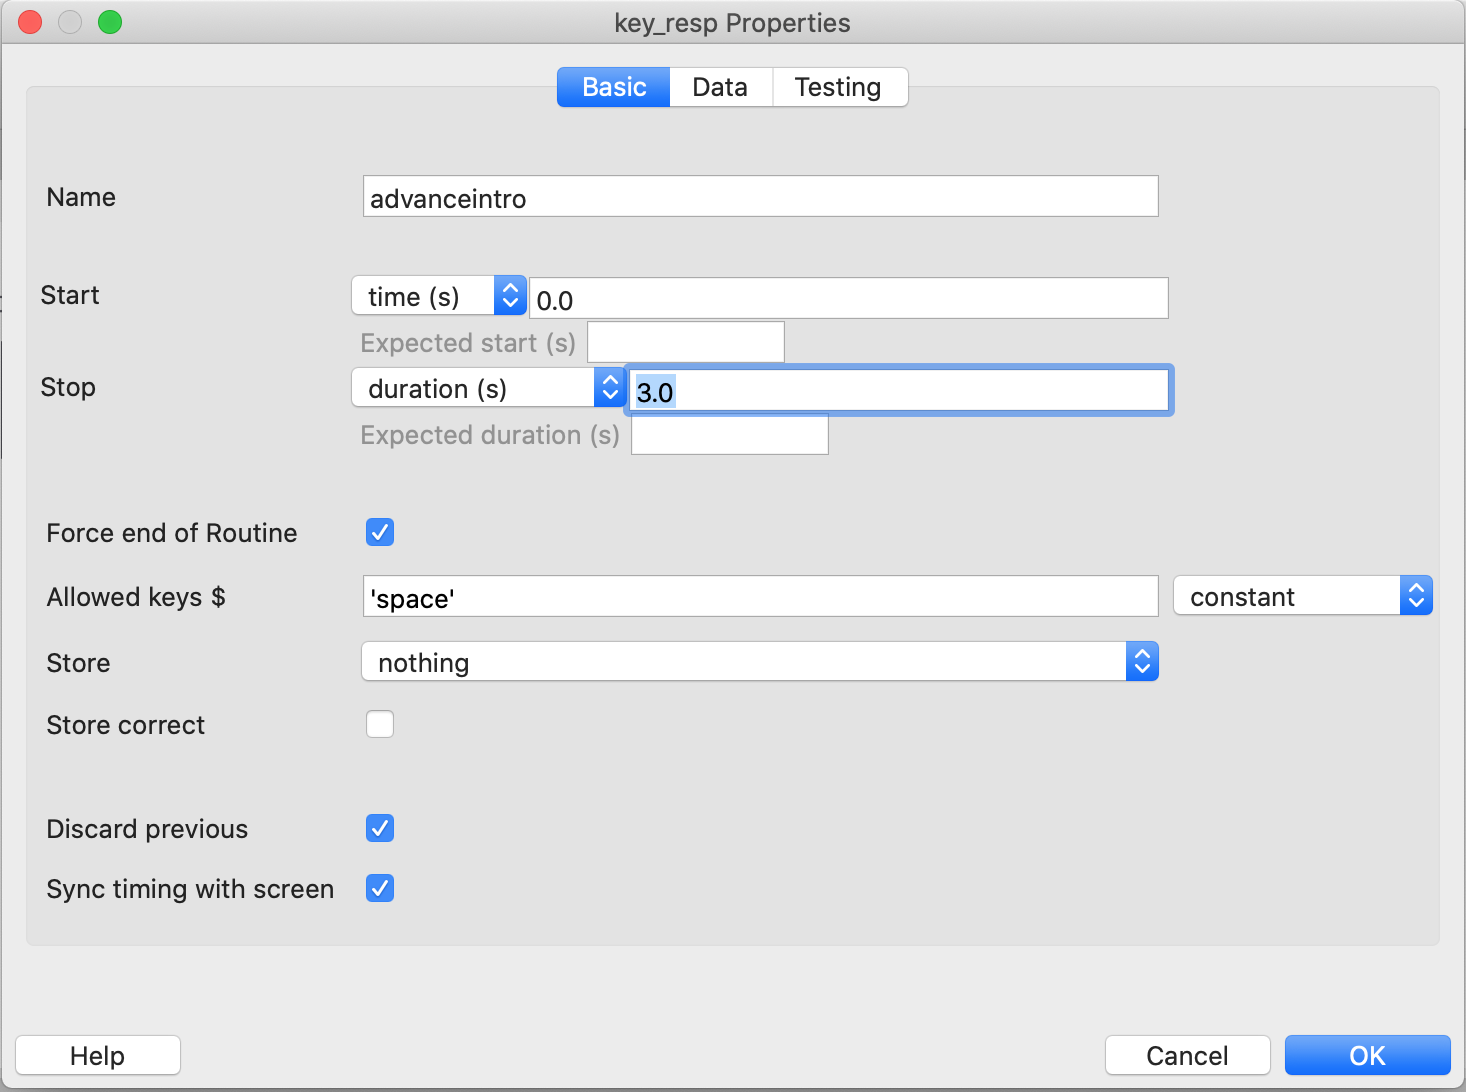 key_resp Properties
Basic Data Testing
Name advanceintro
Start time (s) 0.0
Expected start (s)
Stop duration (s) 3.0
Expected duration (s)
Force end of Routine
Allowed keys $ 'space' constant
Store nothing
Store correct
Discard previous
Sync timing with screen
Help Cancel OK